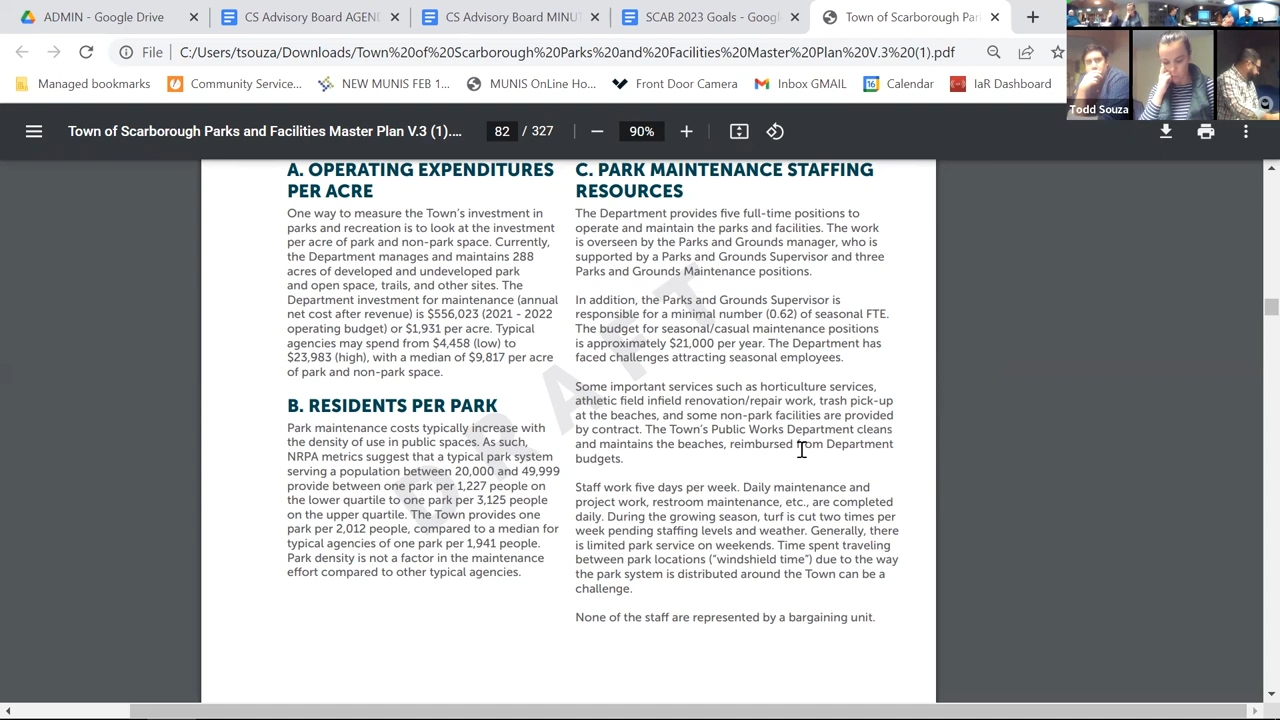 ADMIN - Google Drive
CS Advisory Board AGEN
CS Advisory Board MINUT
SCAB 2023 Goals - Googl
Town of Scarborough Par
File
C:/Users/tsouza/Downloads/Town%20of%20Scarborough%20Parks%20and%20Facilities%20Master%20Plan%20V.3%20(1).pdf
Managed bookmarks
Community Service...
NEW MUNIS FEB 1...
MUNIS OnLine Ho...
Front Door Camera
Inbox GMAIL
16
Calendar
IaR Dashboard
Todd Souza
Town of Scarborough Parks and Facilities Master Plan V.3 (1)....
82 / 327
90%
A. OPERATING EXPENDITURES
PER ACRE
One way to measure the Town's investment in
parks and recreation is to look at the investment
per acre of park and non-park space. Currently,
the Department manages and maintains 288
acres of developed and undeveloped park
and open space, trails, and other sites. The
Department investment for maintenance (annual
net cost after revenue) is $556,023 (2021 - 2022
operating budget) or $1,931 per acre. Typical
agencies may spend from $4,458 (low) to
$23,983 (high), with a median of $9,817 per acre
of park and non-park space.
B. RESIDENTS PER PARK
Park maintenance costs typically increase with
the density of use in public spaces. As such,
NRPA metrics suggest that a typical park system
serving a population between 20,000 and 49,999
provide between one park per 1,227 people on
the lower quartile to one park per 3,125 people
on the upper quartile. The Town provides one
park per 2,012 people, compared to a median for
typical agencies of one park per 1,941 people.
Park density is not a factor in the maintenance
effort compared to other typical agencies.
C. PARK MAINTENANCE STAFFING
RESOURCES
The Department provides five full-time positions to
operate and maintain the parks and facilities. The work
is overseen by the Parks and Grounds manager, who is
supported by a Parks and Grounds Supervisor and three
Parks and Grounds Maintenance positions.
In addition, the Parks and Grounds Supervisor is
responsible for a minimal number (0.62) of seasonal FTE.
The budget for seasonal/casual maintenance positions
is approximately $21,000 per year. The Department has
faced challenges attracting seasonal employees.
Some important services such as horticulture services,
athletic field infield renovation/repair work, trash pick-up
at the beaches, and some non-park facilities are provided
by contract. The Town's Public Works Department cleans
and maintains the beaches, reimbursed from Department
budgets.
Staff work five days per week. Daily maintenance and
project work, restroom maintenance, etc., are completed
daily. During the growing season, turf is cut two times per
week pending staffing levels and weather. Generally, there
is limited park service on weekends. Time spent traveling
between park locations ("windshield time") due to the way
the park system is distributed around the Town can be a
challenge.
None of the staff are represented by a bargaining unit.
DRAFT